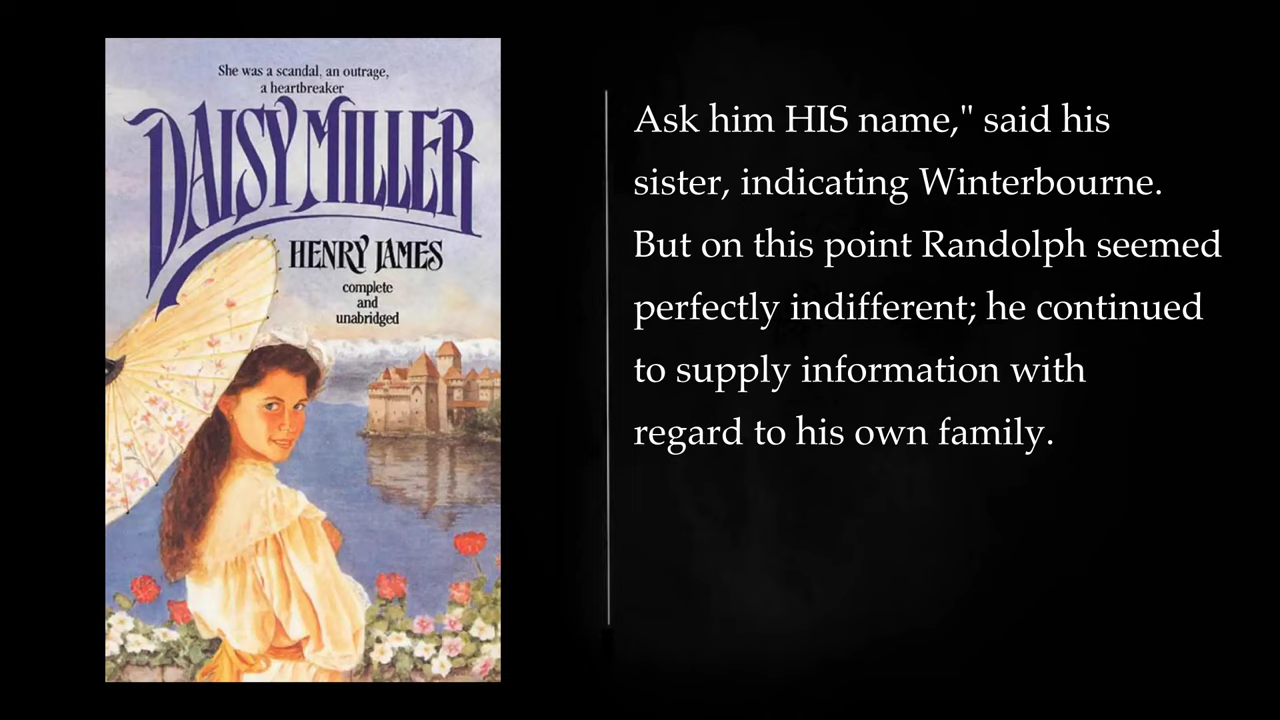 She was a scandal, an outrage,
a heartbreaker
DAISY MILLER
HENRY JAMES
complete
and
unabridged
Ask him HIS name," said his
sister, indicating Winterbourne.
But on this point Randolph seemed
perfectly indifferent; he continued
to supply information with
regard to his own family.